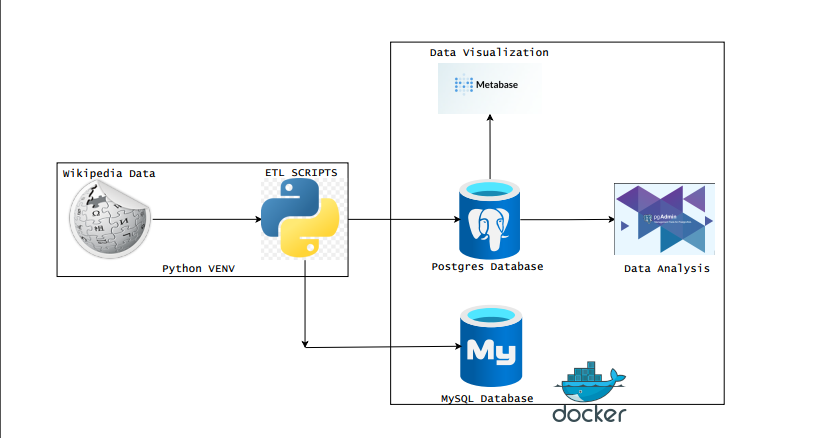 Data Visualization
Metabase
Wikipedia Data
ETL SCRIPTS
pgAdmin
Postgres Database
Data Analysis
Python VENV
My
MySQL Database
docker